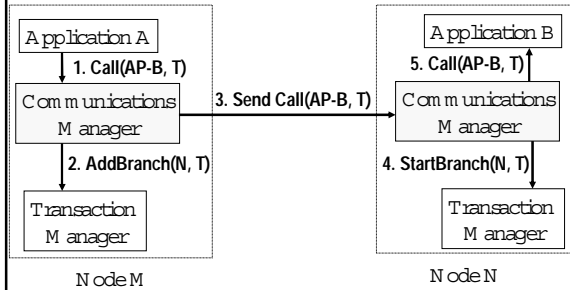 Application A
1. Call(AP-B, T)
Communications
Manager
2. AddBranch(N, T)
Transaction
Manager
Node M
3. Send Call(AP-B, T)
Application B
5. Call(AP-B, T)
Communications
Manager
4. StartBranch(N, T)
Transaction
Manager
Node N